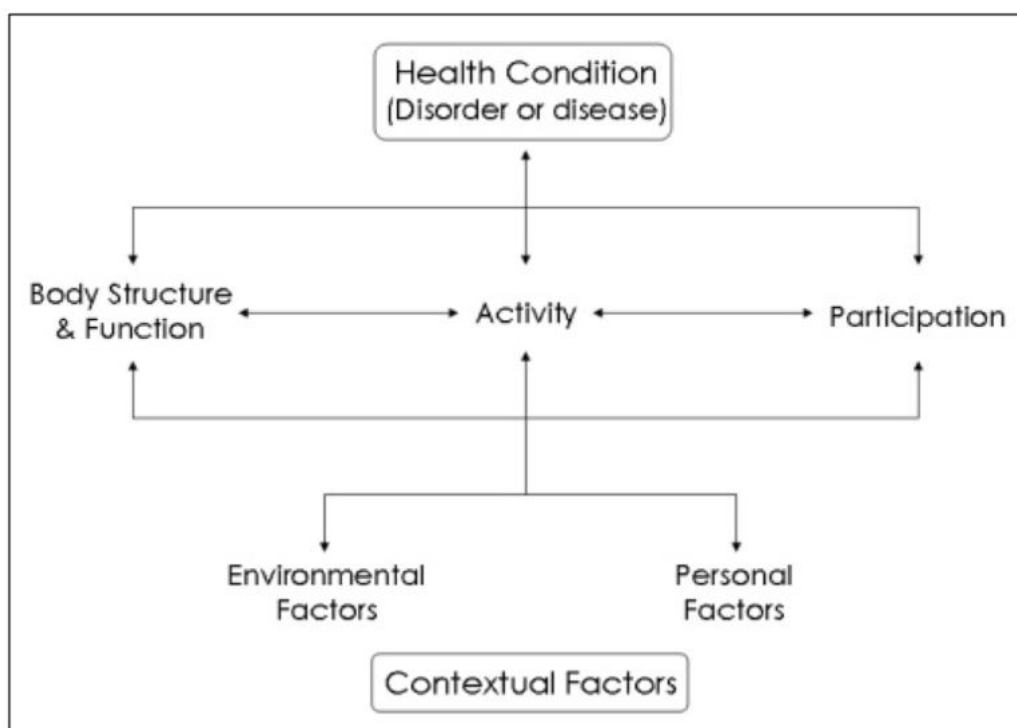 Health Condition
(Disorder or disease)
Body Structure
& Function
Activity
Participation
Environmental
Factors
Personal
Factors
Contextual Factors